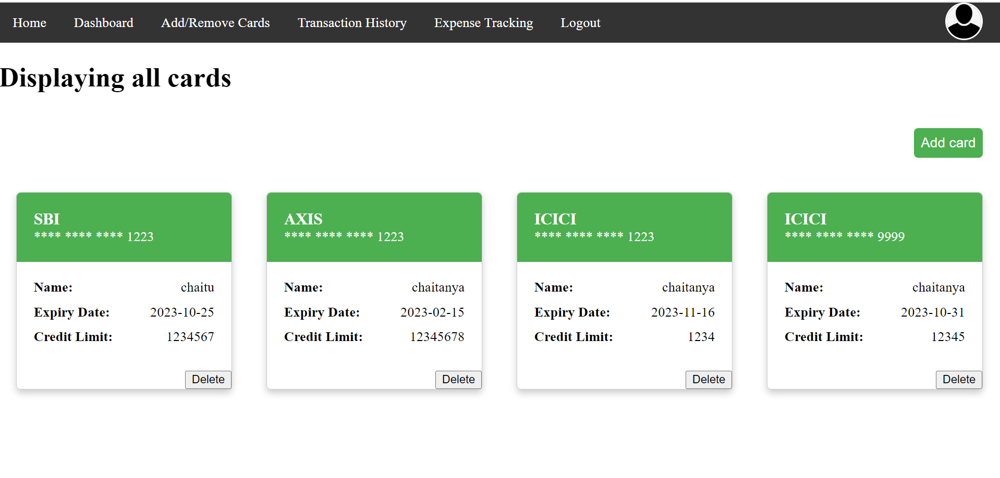 Home Dashboard Add/Remove Cards Transaction History Expense Tracking Logout
Displaying all cards
Add card
SBI
**** **** **** 1223
Name: chaitu
Expiry Date: 2023-10-25
Credit Limit: 1234567
Delete
AXIS
**** **** **** 1223
Name: chaitanya
Expiry Date: 2023-02-15
Credit Limit: 12345678
Delete
ICICI
**** **** **** 1223
Name: chaitanya
Expiry Date: 2023-11-16
Credit Limit: 1234
Delete
ICICI
**** **** **** 9999
Name: chaitanya
Expiry Date: 2023-10-31
Credit Limit: 12345
Delete